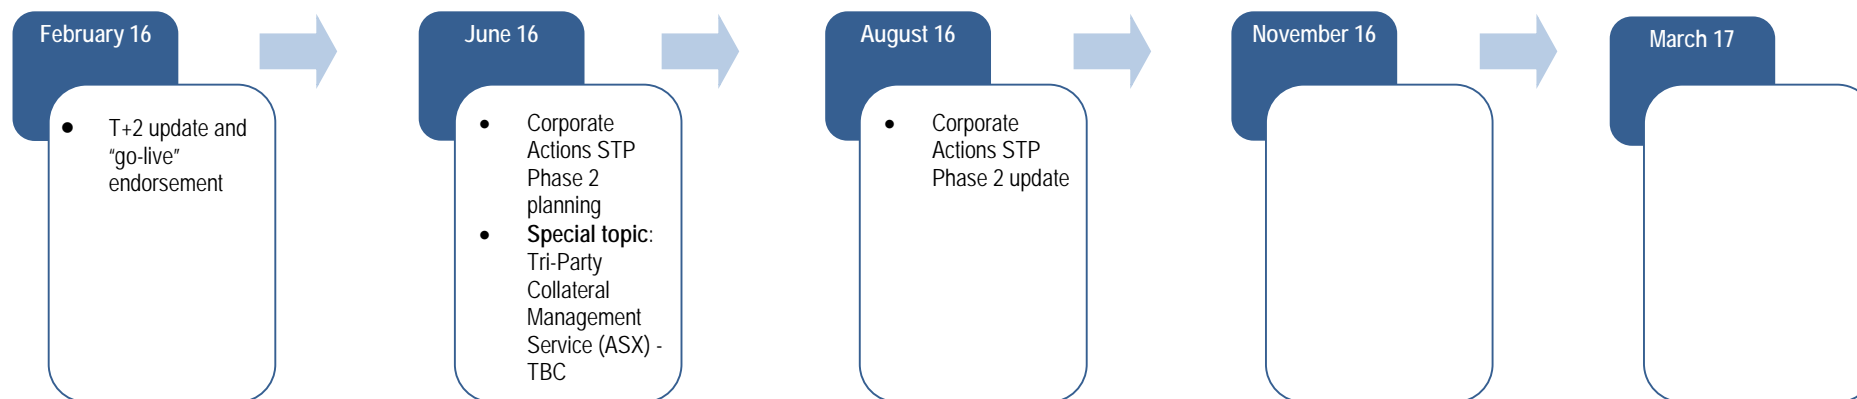 February 16
• T+2 update and
“go-live”
endorsement
June 16
• Corporate
Actions STP
Phase 2
planning
• Special topic:
Tri-Party
Collateral
Management
Service (ASX) -
TBC
August 16
• Corporate
Actions STP
Phase 2 update
November 16
March 17